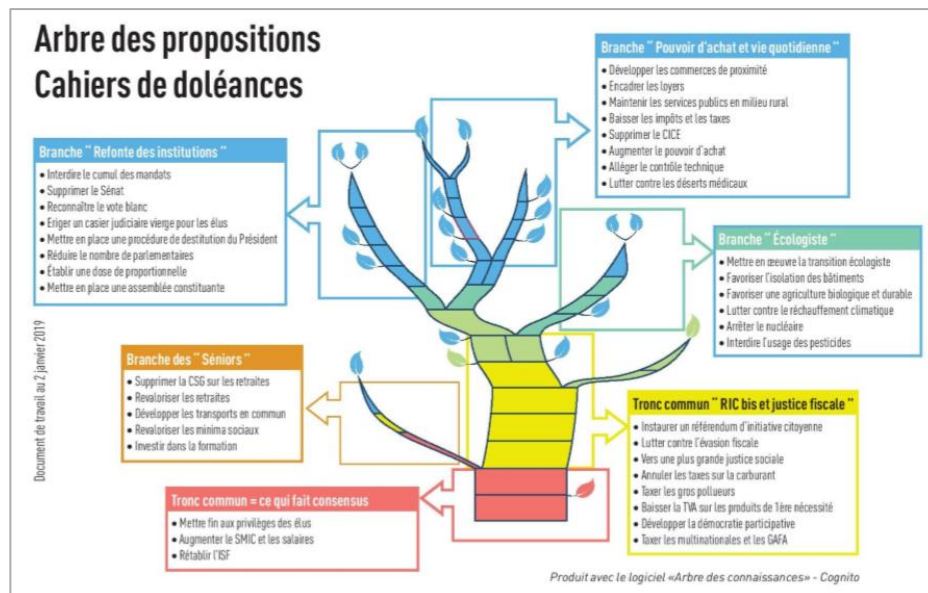 Arbre des propositions
Cahiers de doléances
Branche " Pouvoir d'achat et vie quotidienne "
• Développer les commerces de proximité
• Encadrer les loyers
• Maintenir les services publics en milieu rural
• Baisser les impôts et les taxes
• Supprimer le CICE
• Augmenter le pouvoir d'achat
• Alléger le contrôle technique
• Lutter contre les déserts médicaux
Branche " Refonte des institutions "
• Interdire le cumul des mandats
• Supprimer le Sénat
• Reconnaître le vote blanc
• Eriger un casier judiciaire vierge pour les élus
• Mettre en place une procédure de destitution du Président
• Réduire le nombre de parlementaires
• Établir une dose de proportionnelle
• Mettre en place une assemblée constituante
Branche " Écologiste "
• Mettre en œuvre la transition écologiste
• Favoriser l'isolation des bâtiments
• Favoriser une agriculture biologique et durable
• Lutter contre le réchauffement climatique
• Arrêter le nucléaire
• Interdire l'usage des pesticides
Document de travail au 2 janvier 2019
Branche des " Séniors "
• Supprimer la CSG sur les retraites
• Revaloriser les retraites
• Développer les transports en commun
• Revaloriser les minima sociaux
• Investir dans la formation
Tronc commun " RIC bis et justice fiscale "
• Instaurer un référendum d'initiative citoyenne
• Lutter contre l'évasion fiscale
• Vers une plus grande justice sociale
• Annuler les taxes sur la carburant
• Taxer les gros pollueurs
• Baisser la TVA sur les produits de 1ère nécessité
• Développer la démocratie participative
• Taxer les multinationales et les GAFA
Tronc commun = ce qui fait consensus
• Mettre fin aux privilèges des élus
• Augmenter le SMIC et les salaires
• Rétablir l'ISF
Produit avec le logiciel «Arbre des connaissances» - Cognito